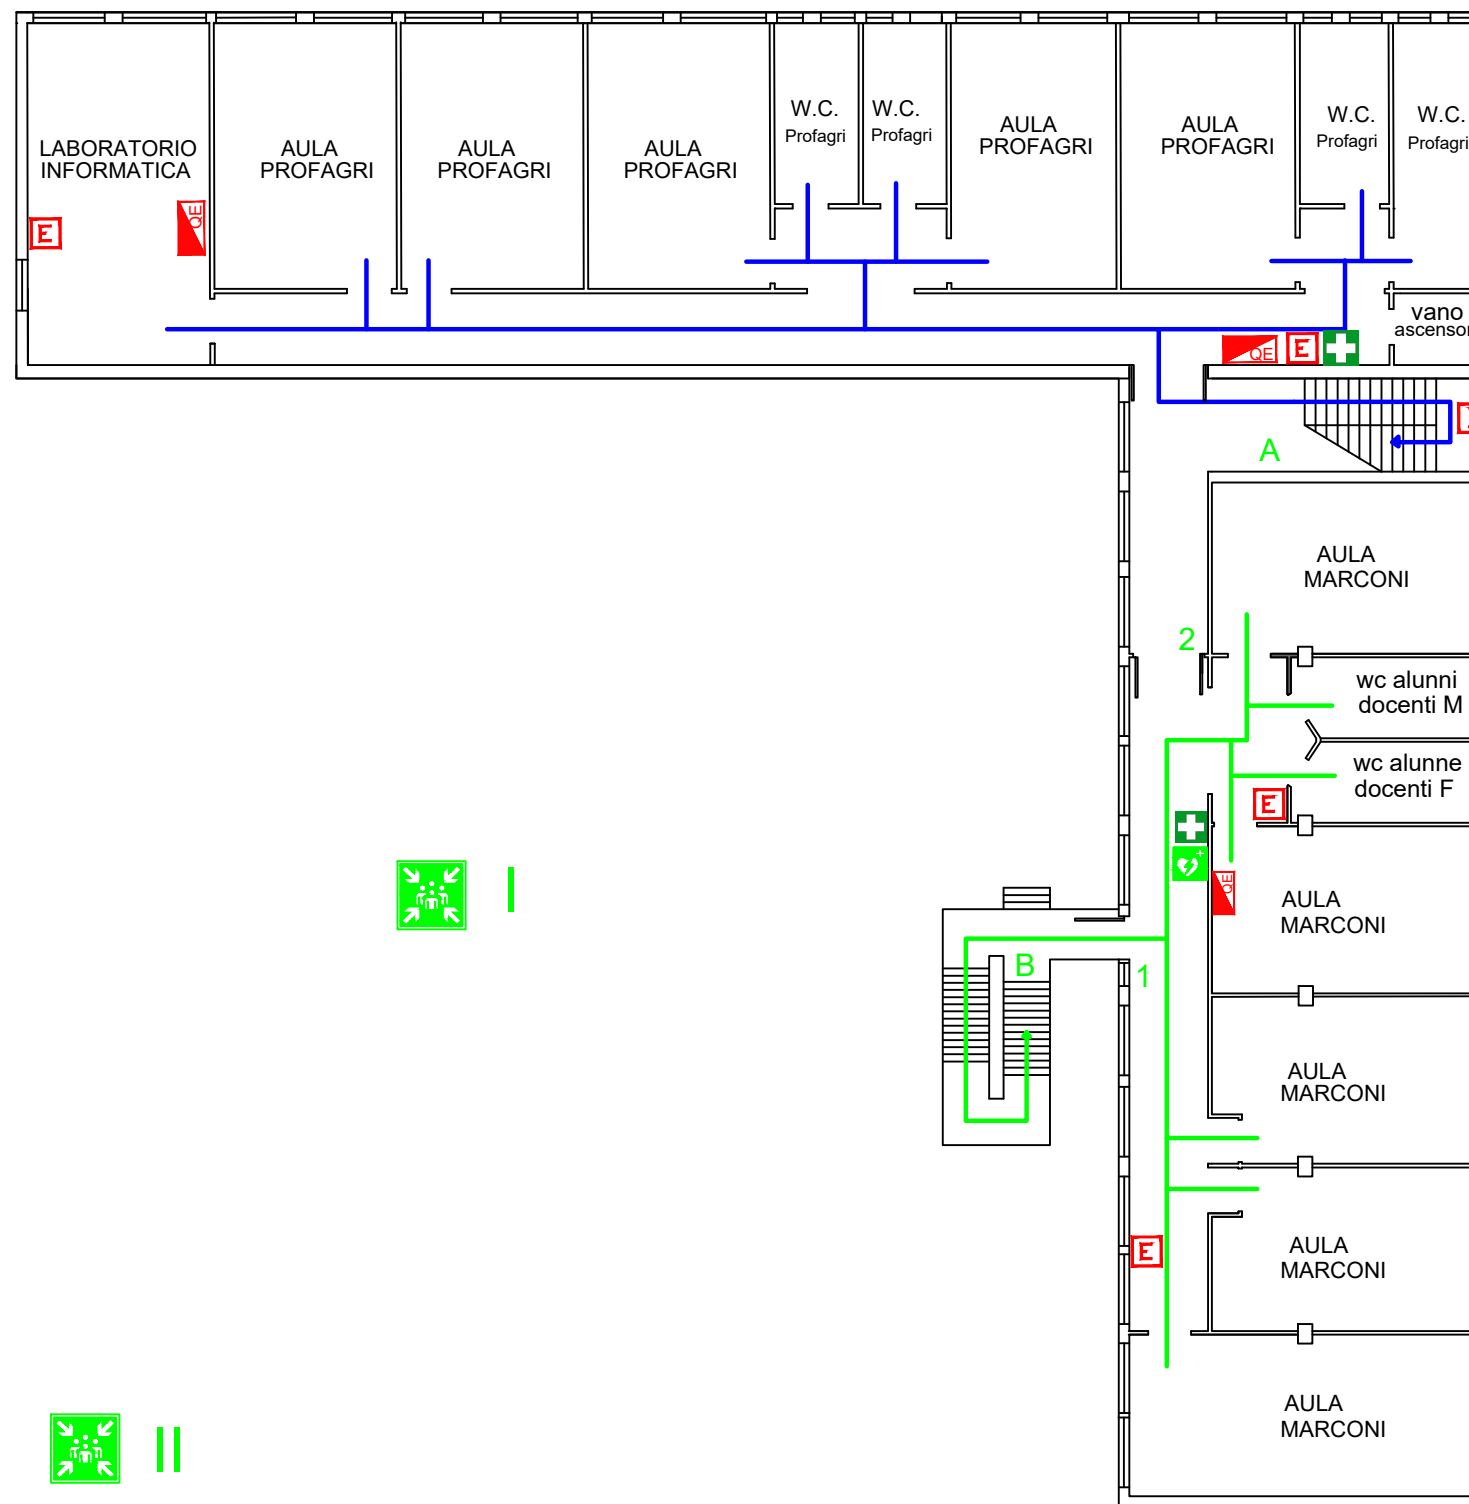 LABORATORIO
INFORMATICA
AULA
PROFAGRI
AULA
PROFAGRI
AULA
PROFAGRI
W.C.
Profagri
W.C.
Profagri
AULA
PROFAGRI
AULA
PROFAGRI
W.C.
Profagri
W.C.
Profagri
E
QE
vano
ascensor
QE
E
A
AULA
MARCONI
2
wc alunni
docenti M
wc alunne
docenti F
E
QE
AULA
MARCONI
I
B
1
AULA
MARCONI
E
AULA
MARCONI
AULA
MARCONI
II